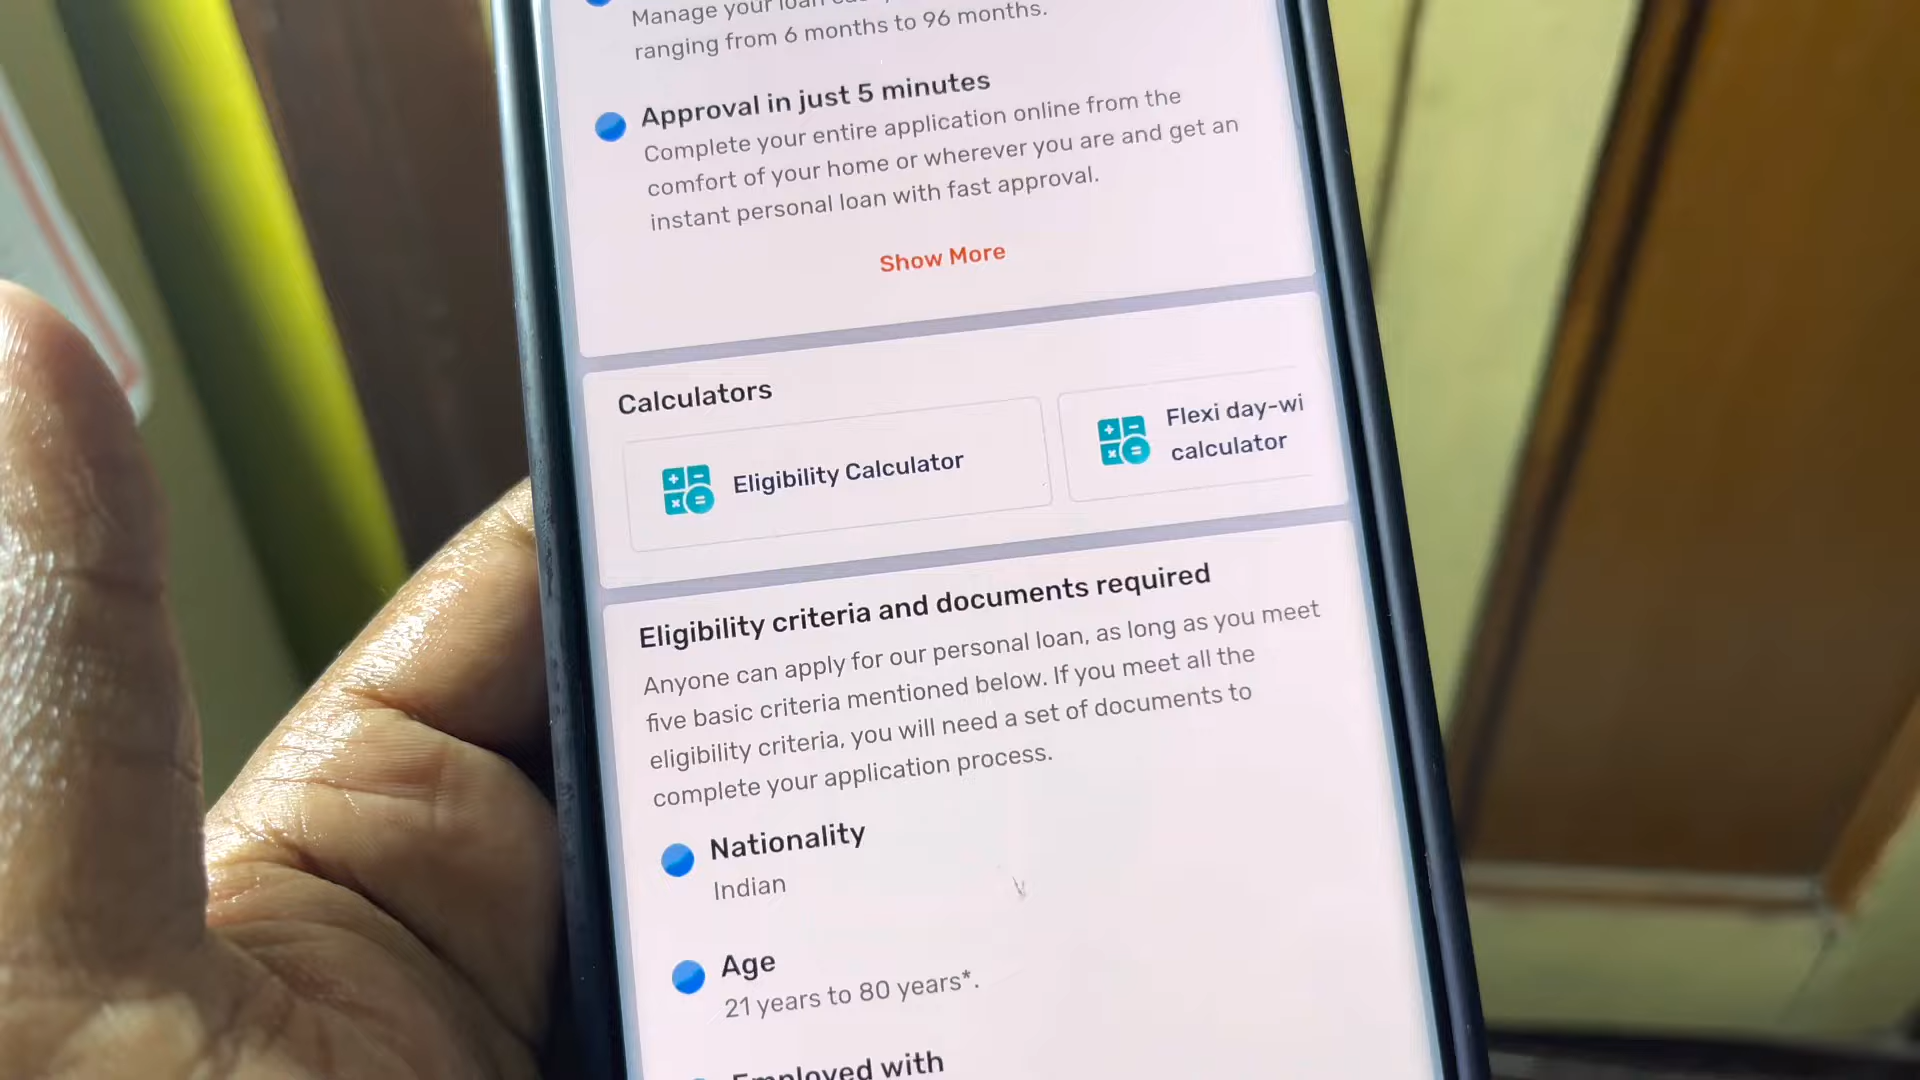 Manage your loan
ranging from 6 months to 96 months.
Approval in just 5 minutes
Complete your entire application online from the
comfort of your home or wherever you are and get an
instant personal loan with fast approval.
Show More
Calculators
Eligibility Calculator
Flexi day-wi
calculator
Eligibility criteria and documents required
Anyone can apply for our personal loan, as long as you meet
five basic criteria mentioned below. If you meet all the
eligibility criteria, you will need a set of documents to
complete your application process.
Nationality
Indian
Age
21 years to 80 years*.
Employed with